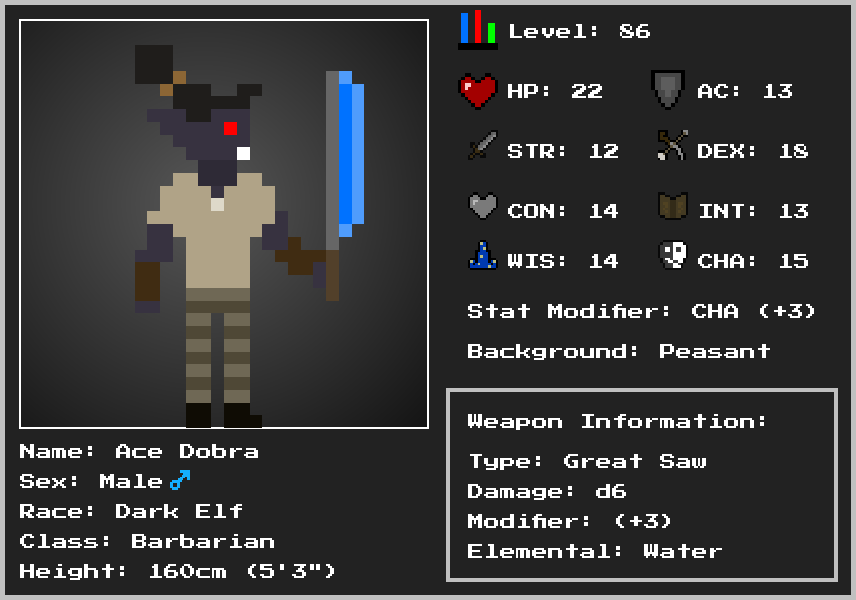 Level: 86
HP: 22
AC: 13
STR: 12
DEX: 18
CON: 14
INT: 13
WIS: 14
CHA: 15
Stat Modifier: CHA (+3)
Background: Peasant
Weapon Information:
Type: Great Saw
Damage: d6
Modifier: (+3)
Elemental: Water
Name: Ace Dobra
Sex: Male♂
Race: Dark Elf
Class: Barbarian
Height: 160cm (5'3")